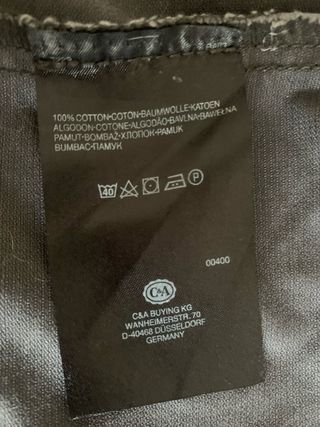 100% COTTON-COTON-BAUMWOLLE-KATOEN
ALGODON-COTONE-ALGODÃO-BAVLNA-BAWEŁNA
PAMUT-BOMBAŽ-ХЛОПОК-PAMUK
BUMBAC-ПАМУК
40
P
00400
C&A
C&A BUYING KG
WANHEIMERSTR. 70
D-40468 DÜSSELDORF
GERMANY